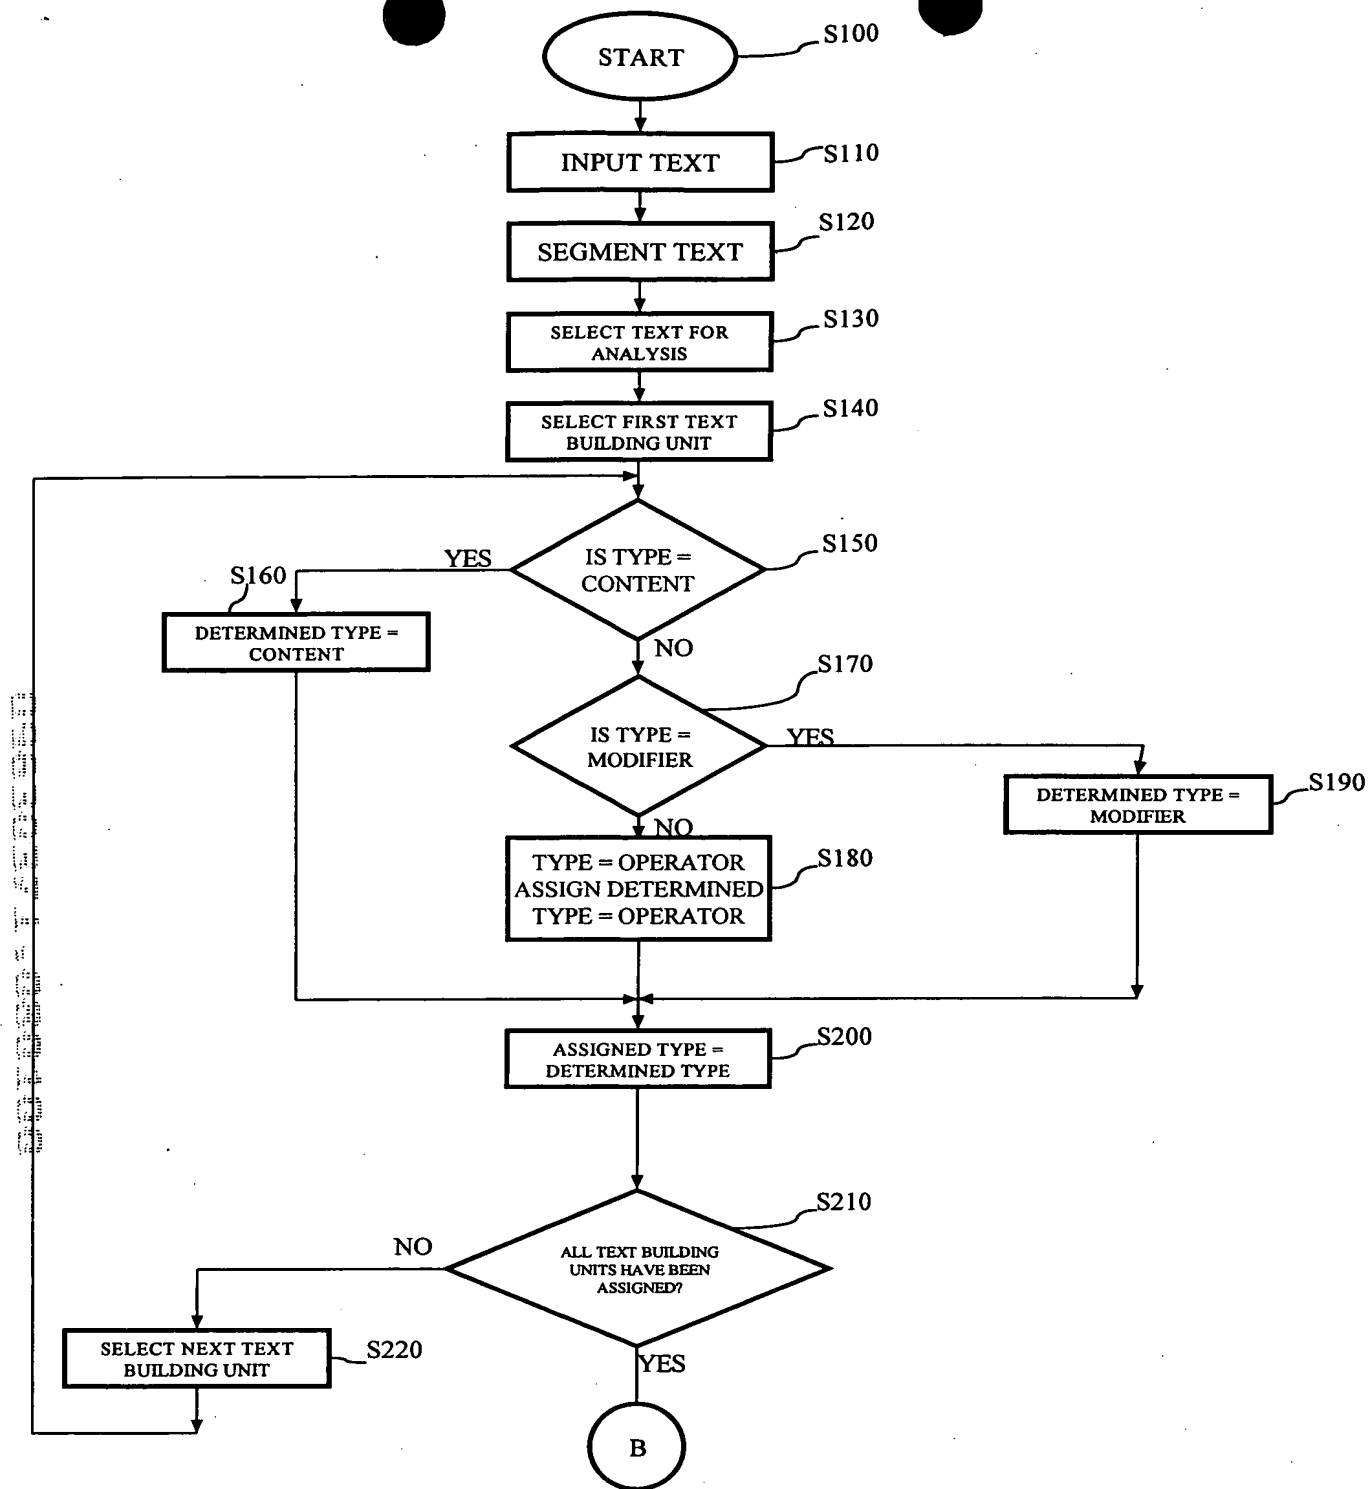 START
S100
INPUT TEXT
S110
SEGMENT TEXT
S120
SELECT TEXT FOR
ANALYSIS
S130
SELECT FIRST TEXT
BUILDING UNIT
S140
IS TYPE =
CONTENT
S150
YES
S160
DETERMINED TYPE =
CONTENT
NO
S170
IS TYPE =
MODIFIER
YES
S190
DETERMINED TYPE =
MODIFIER
NO
TYPE = OPERATOR
ASSIGN DETERMINED
TYPE = OPERATOR
S180
ASSIGNED TYPE =
DETERMINED TYPE
S200
S210
ALL TEXT BUILDING
UNITS HAVE BEEN
ASSIGNED?
NO
SELECT NEXT TEXT
BUILDING UNIT
S220
YES
B